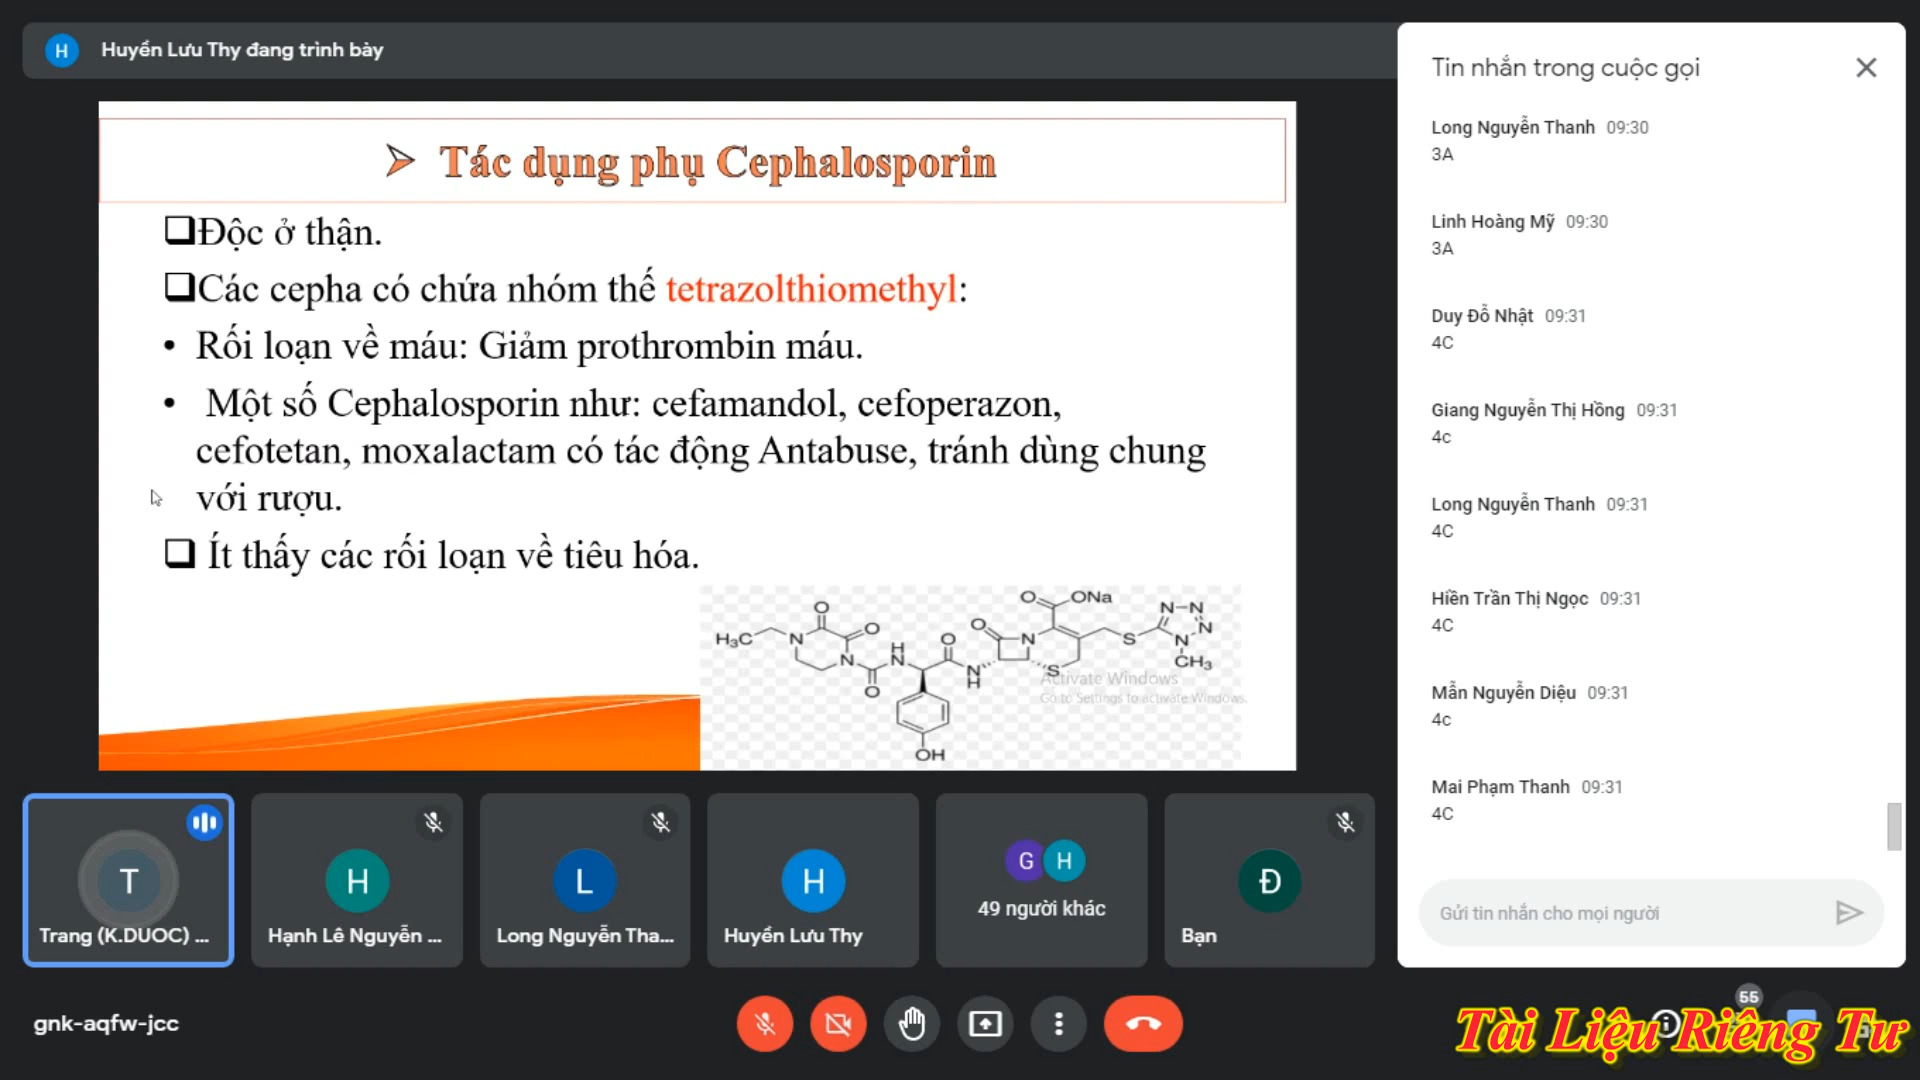 H
Huyền Lưu Thy đang trình bày
➢ Tác dụng phụ Cephalosporin
❑Độc ở thận.
❑Các cepha có chứa nhóm thế tetrazolthiomethyl:
• Rối loạn về máu: Giảm prothrombin máu.
• Một số Cephalosporin như: cefamandol, cefoperazon,
cefotetan, moxalactam có tác động Antabuse, tránh dùng chung
với rượu.
❑ Ít thấy các rối loạn về tiêu hóa.
H₃C
N
O
O
N
O
H
N
O
N
H
OH
O
N
S
O
ONa
S
N-N
N
N
CH₃
Activate Windows
Go to Settings to activate Windows.
T
Trang (K.DUOC) ...
H
Hạnh Lê Nguyễn ...
L
Long Nguyễn Tha...
H
Huyền Lưu Thy
G H
49 người khác
Đ
Bạn
gnk-aqfw-jcc
Tin nhắn trong cuộc gọi
Long Nguyễn Thanh 09:30
3A
Linh Hoàng Mỹ 09:30
3A
Duy Đỗ Nhật 09:31
4C
Giang Nguyễn Thị Hồng 09:31
4c
Long Nguyễn Thanh 09:31
4C
Hiền Trần Thị Ngọc 09:31
4C
Mẫn Nguyễn Diệu 09:31
4c
Mai Phạm Thanh 09:31
4C
Gửi tin nhắn cho mọi người
55
Tài Liệu Riêng Tư